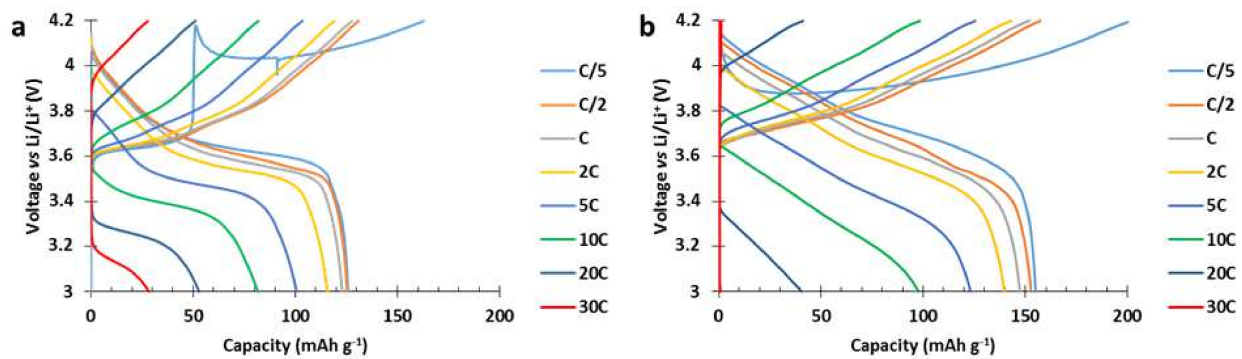 a
4.2
4
3.8
3.6
3.4
3.2
3
Voltage vs Li/Li⁺ (V)
0 50 100 150 200
Capacity (mAh g⁻¹)
C/5
C/2
C
2C
5C
10C
20C
30C
b
4.2
4
3.8
3.6
3.4
3.2
3
Voltage vs Li/Li⁺ (V)
0 50 100 150 200
Capacity (mAh g⁻¹)
C/5
C/2
C
2C
5C
10C
20C
30C